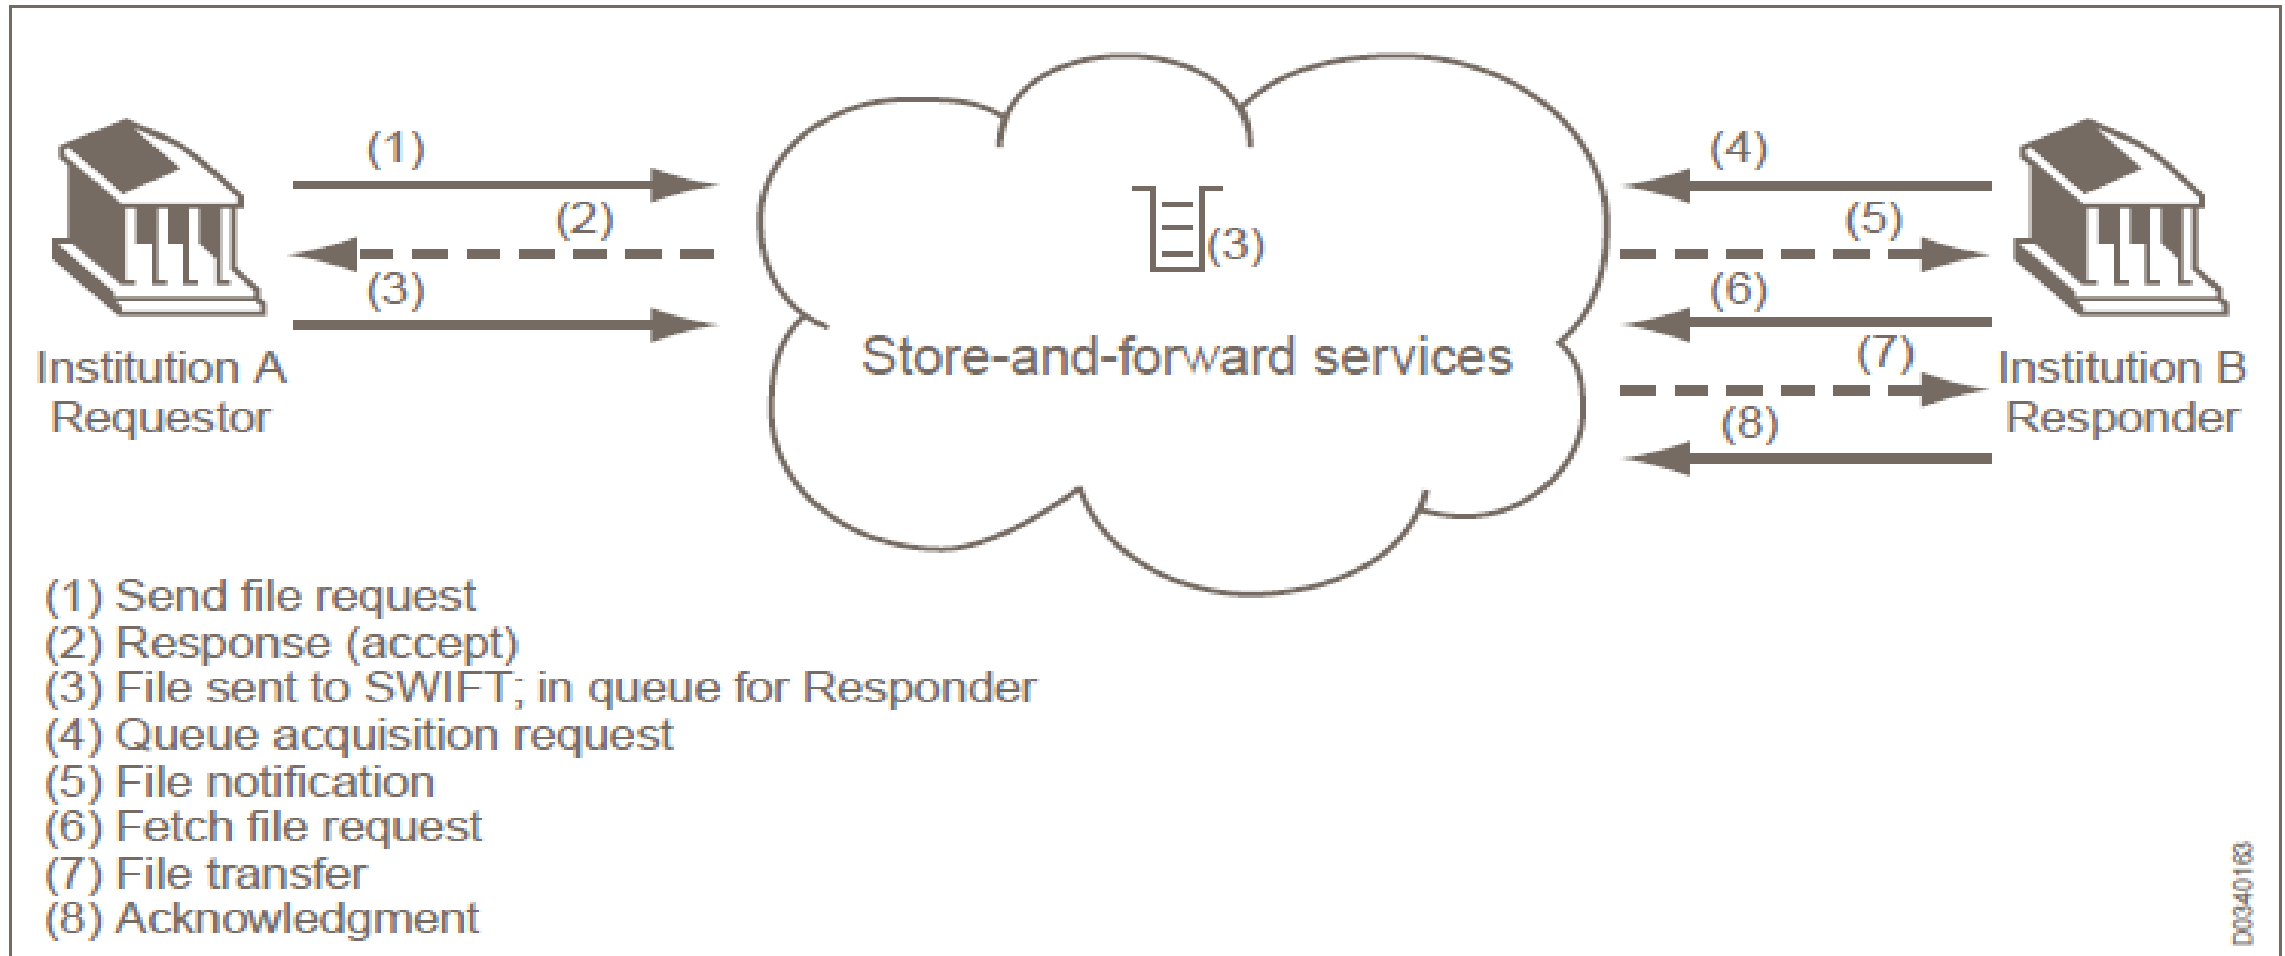 (1)
(2)
(3)
Institution A
Requestor
(3)
Store-and-forward services
(4)
(5)
(6)
(7)
(8)
Institution B
Responder
(1) Send file request
(2) Response (accept)
(3) File sent to SWIFT; in queue for Responder
(4) Queue acquisition request
(5) File notification
(6) Fetch file request
(7) File transfer
(8) Acknowledgment
D0340163